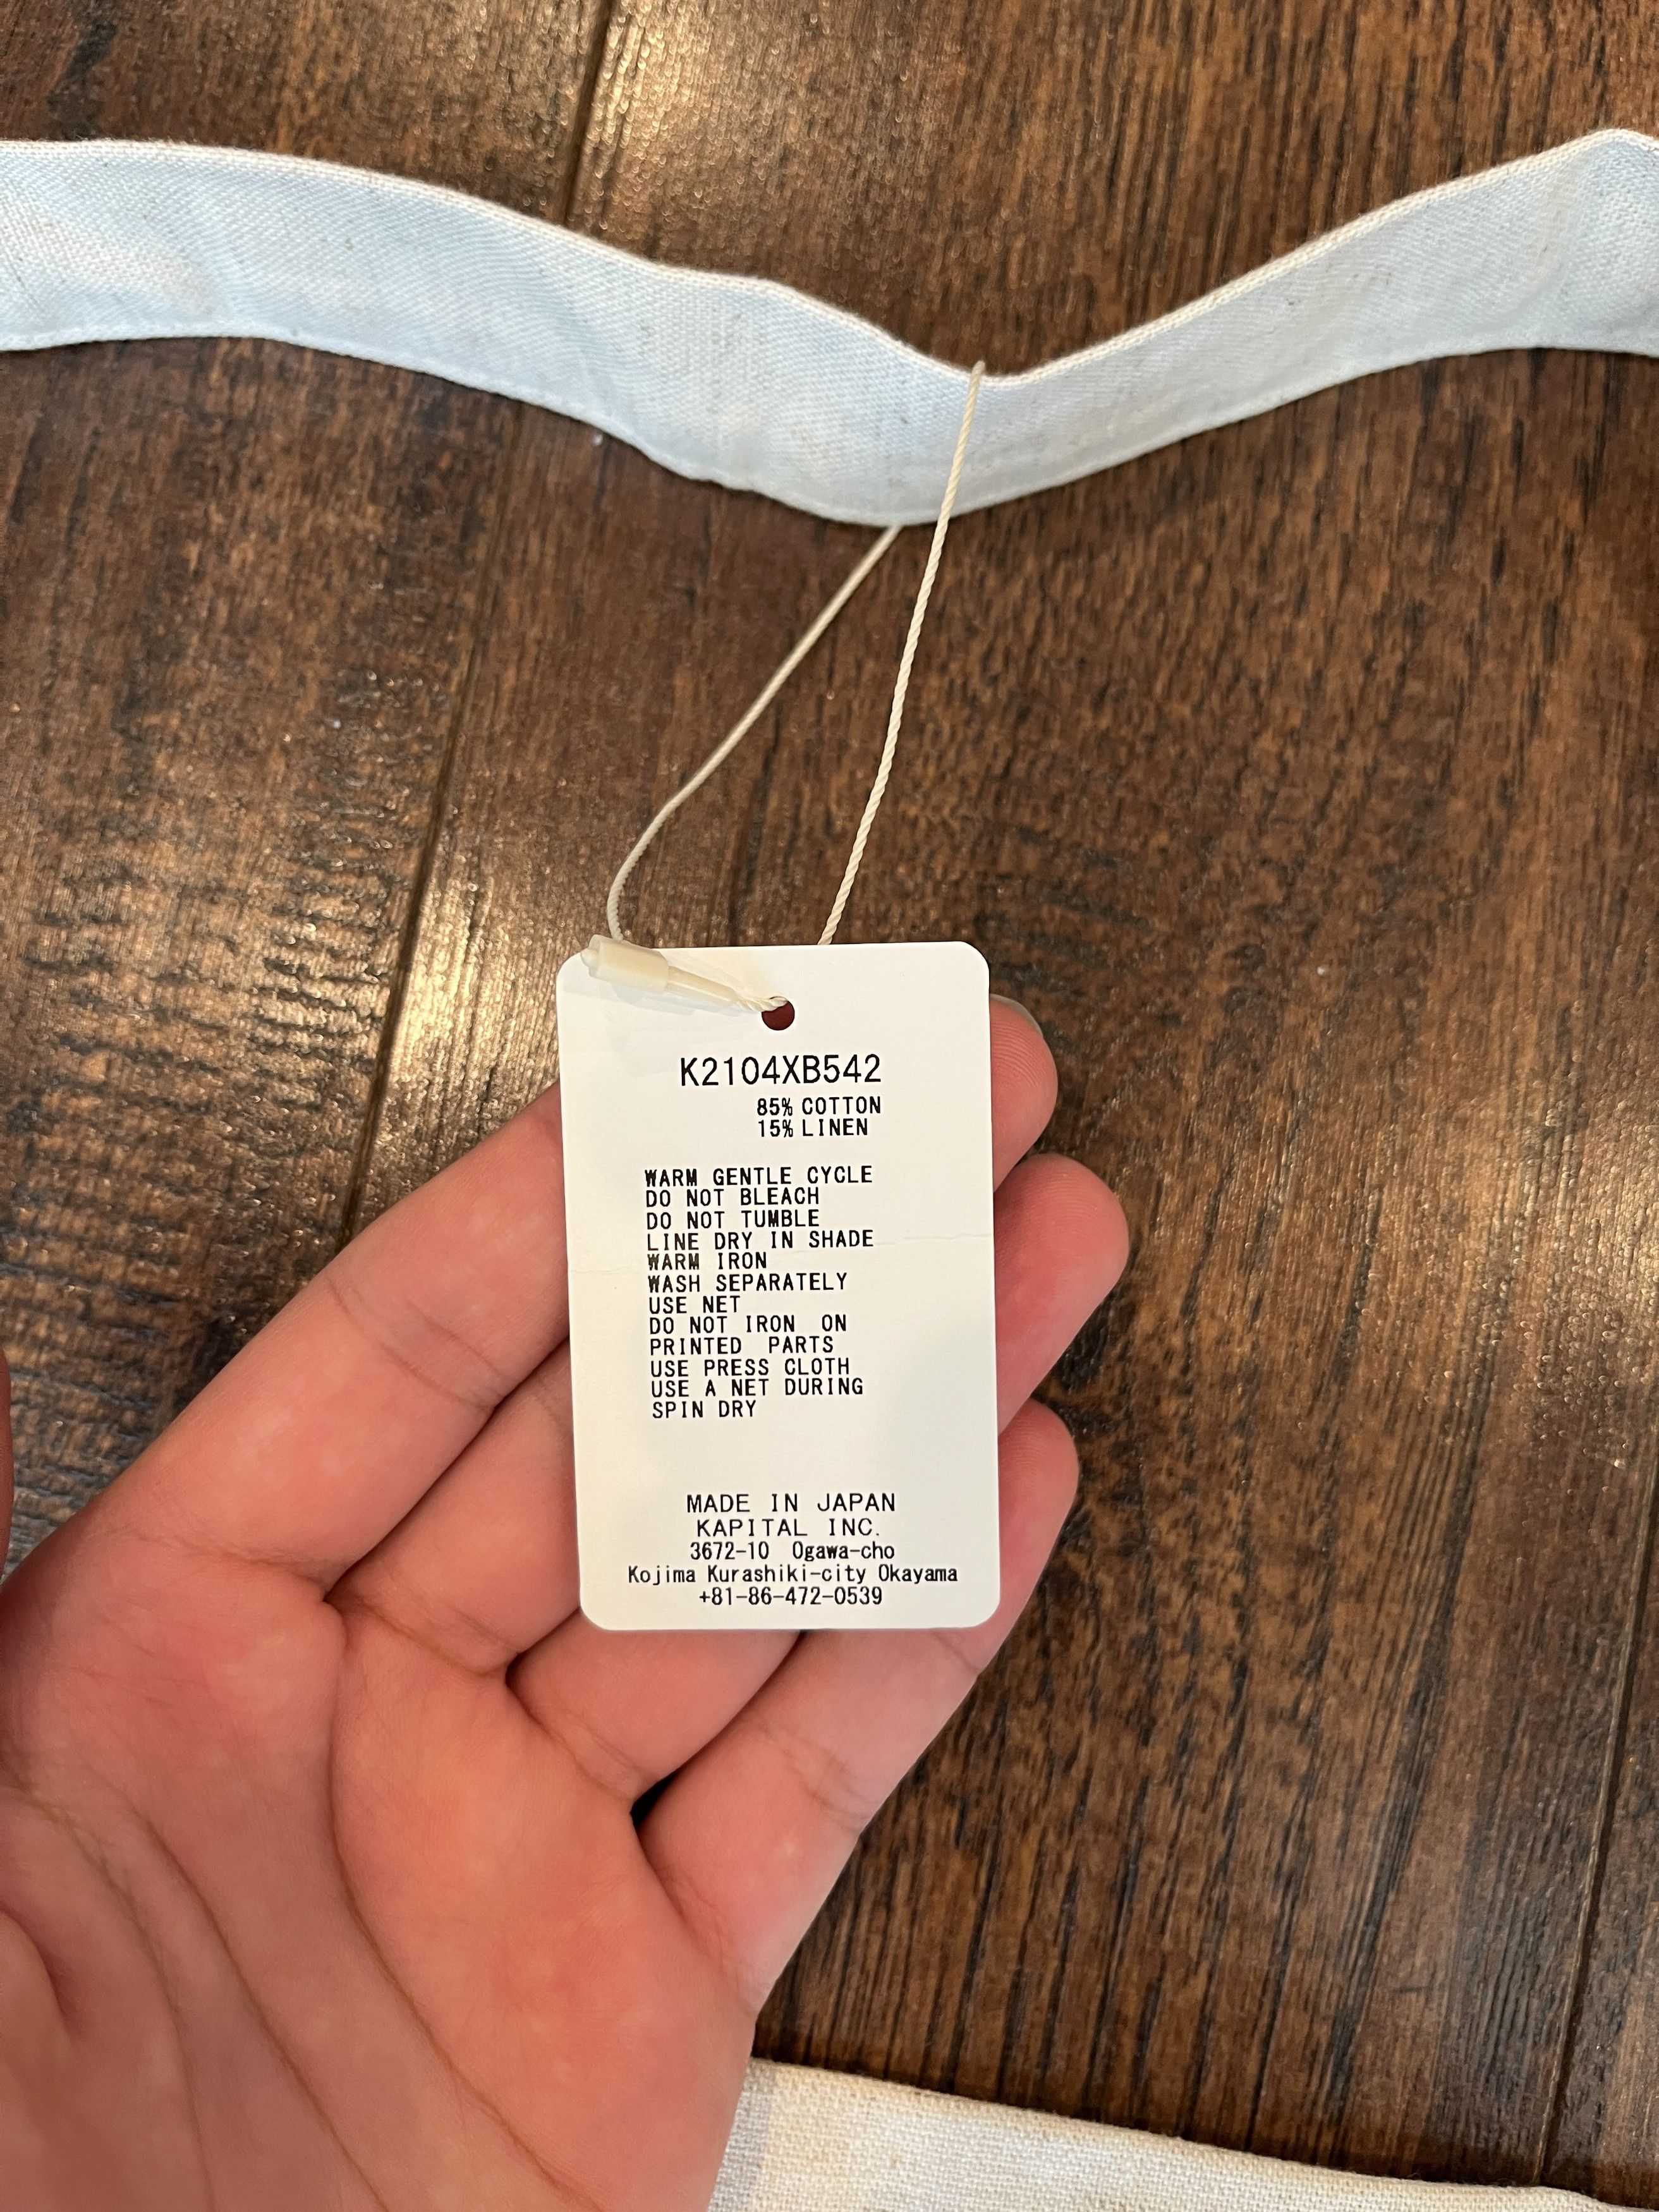 K2104XB542
85% COTTON
15% LINEN
WARM GENTLE CYCLE
DO NOT BLEACH
DO NOT TUMBLE
LINE DRY IN SHADE
WARM IRON
WASH SEPARATELY
USE NET
DO NOT IRON ON
PRINTED PARTS
USE PRESS CLOTH
USE A NET DURING
SPIN DRY
MADE IN JAPAN
KAPITAL INC.
3672-10 Ogawa-cho
Kojima Kurashiki-city Okayama
+81-86-472-0539